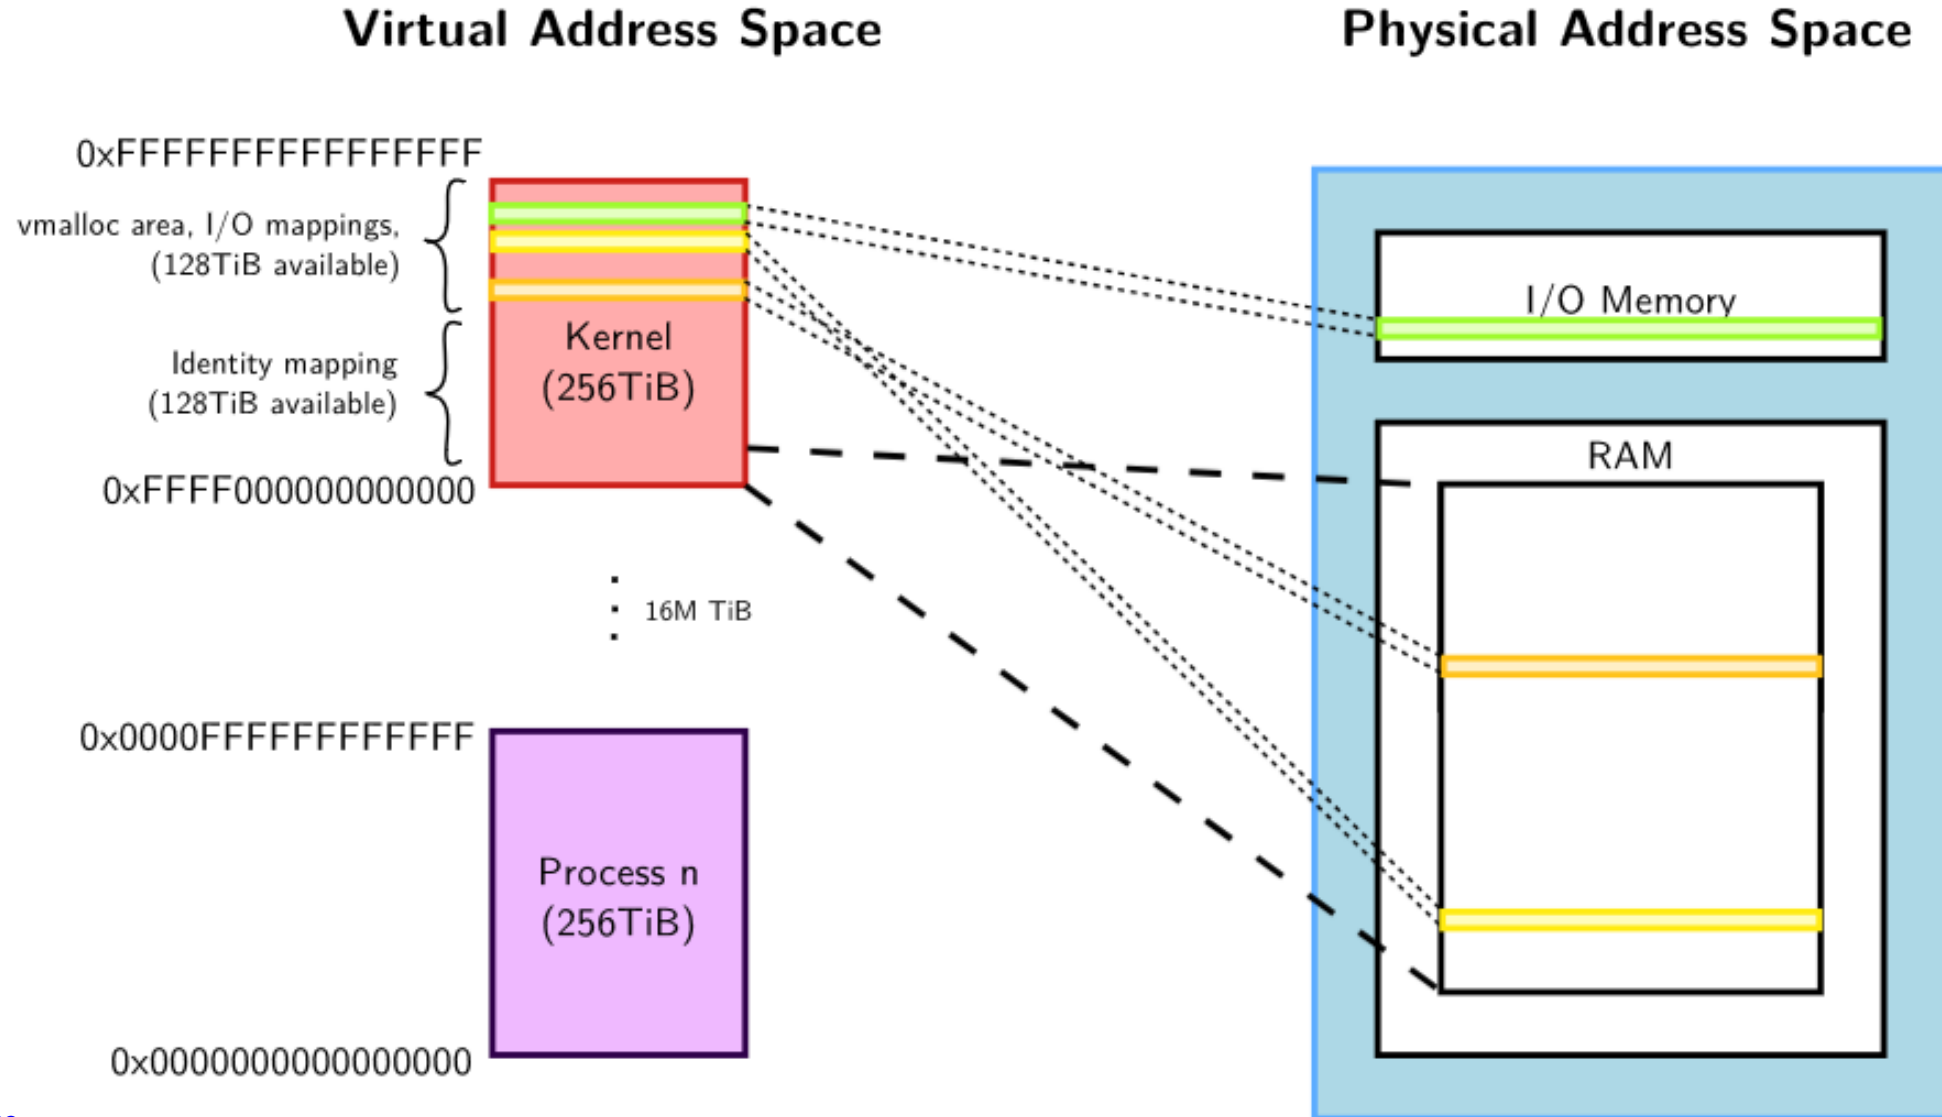 Virtual Address Space
Physical Address Space
0xFFFFFFFFFFFFFFFF
vmalloc area, I/O mappings,
(128TiB available)
Identity mapping
(128TiB available)
Kernel
(256TiB)
0xFFFF000000000000
16M TiB
0x0000FFFFFFFFFFFF
Process n
(256TiB)
0x0000000000000000
I/O Memory
RAM